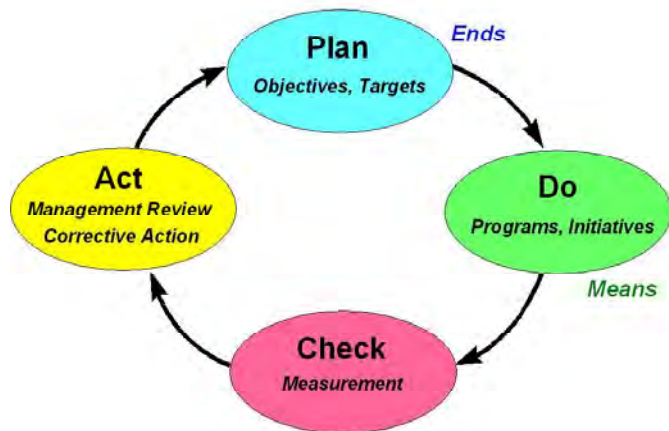 Plan
Objectives, Targets
Ends
Do
Programs, Initiatives
Means
Check
Measurement
Act
Management Review
Corrective Action